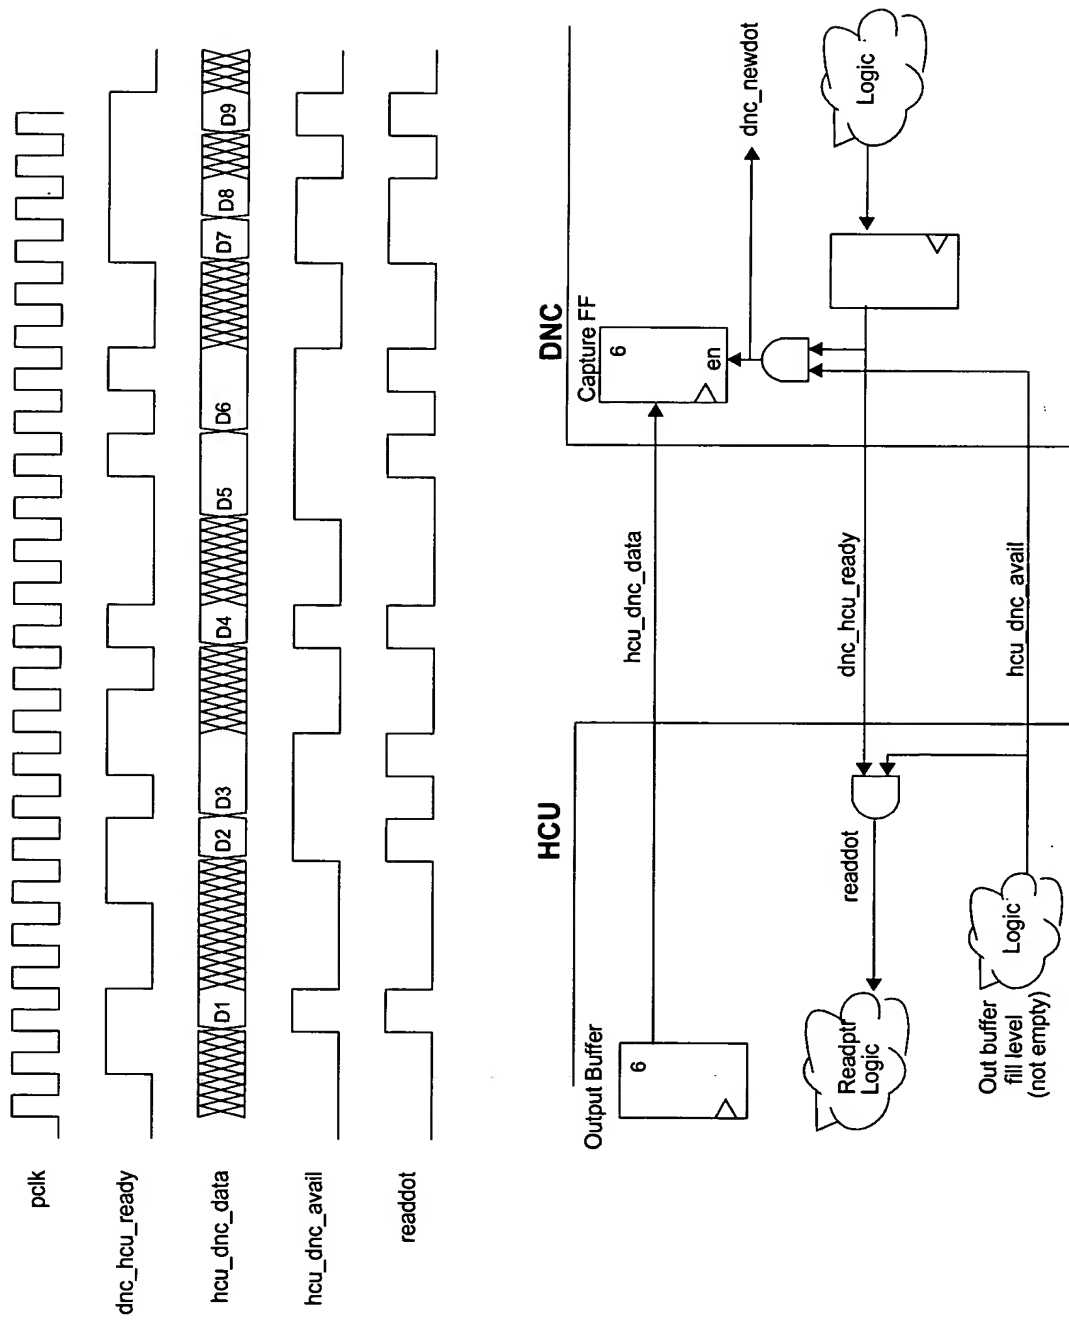 pclk
dnc_hcu_ready
hcu_dnc_data
D1
D2
D3
D4
D5
D6
D7
D8
D9
hcu_dnc_avail
readdot
HCU
DNC
Output Buffer
6
hcu_dnc_data
Capture FF
6
en
dnc_newdot
Readptr
Logic
readdot
dnc_hcu_ready
Logic
Out buffer
fill level
(not empty)
Logic
hcu_dnc_avail